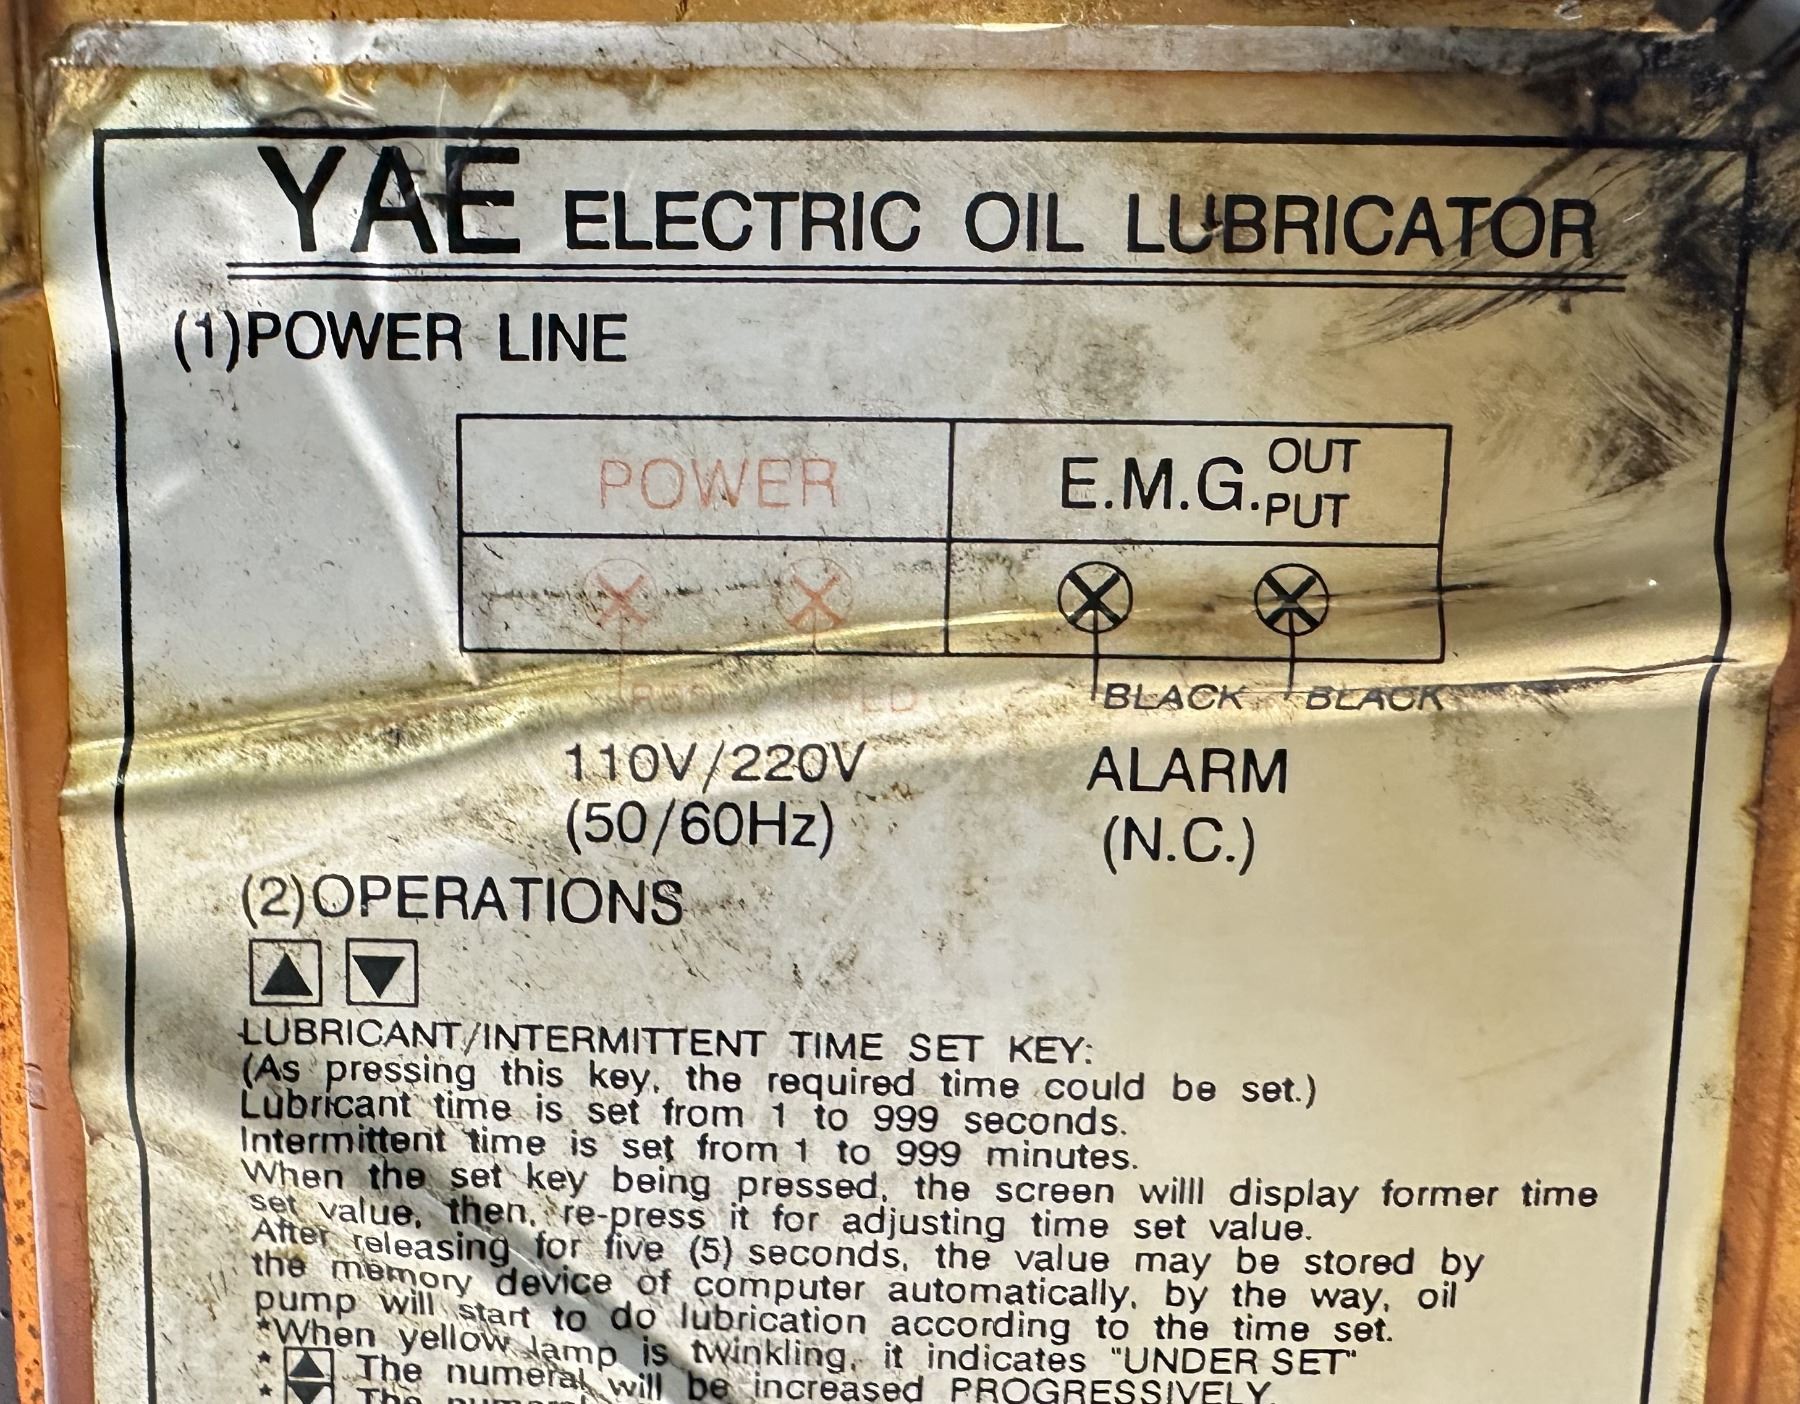 YAE ELECTRIC OIL LUBRICATOR
(1)POWER LINE
POWER
E.M.G. OUT PUT
RED RED
BLACK BLACK
110V/220V
(50/60Hz)
ALARM
(N.C.)
(2)OPERATIONS
▲ ▼
LUBRICANT/INTERMITTENT TIME SET KEY:
(As pressing this key, the required time could be set.)
Lubricant time is set from 1 to 999 seconds.
Intermittent time is set from 1 to 999 minutes.
When the set key being pressed, the screen willl display former time
set value, then, re-press it for adjusting time set value.
After releasing for five (5) seconds, the value may be stored by
the memory device of computer automatically, by the way, oil
pump will start to do lubrication according to the time set.
*When yellow lamp is twinkling, it indicates "UNDER SET"
* ▲ The numeral will be increased PROGRESSIVELY.
* ▼ The numeral